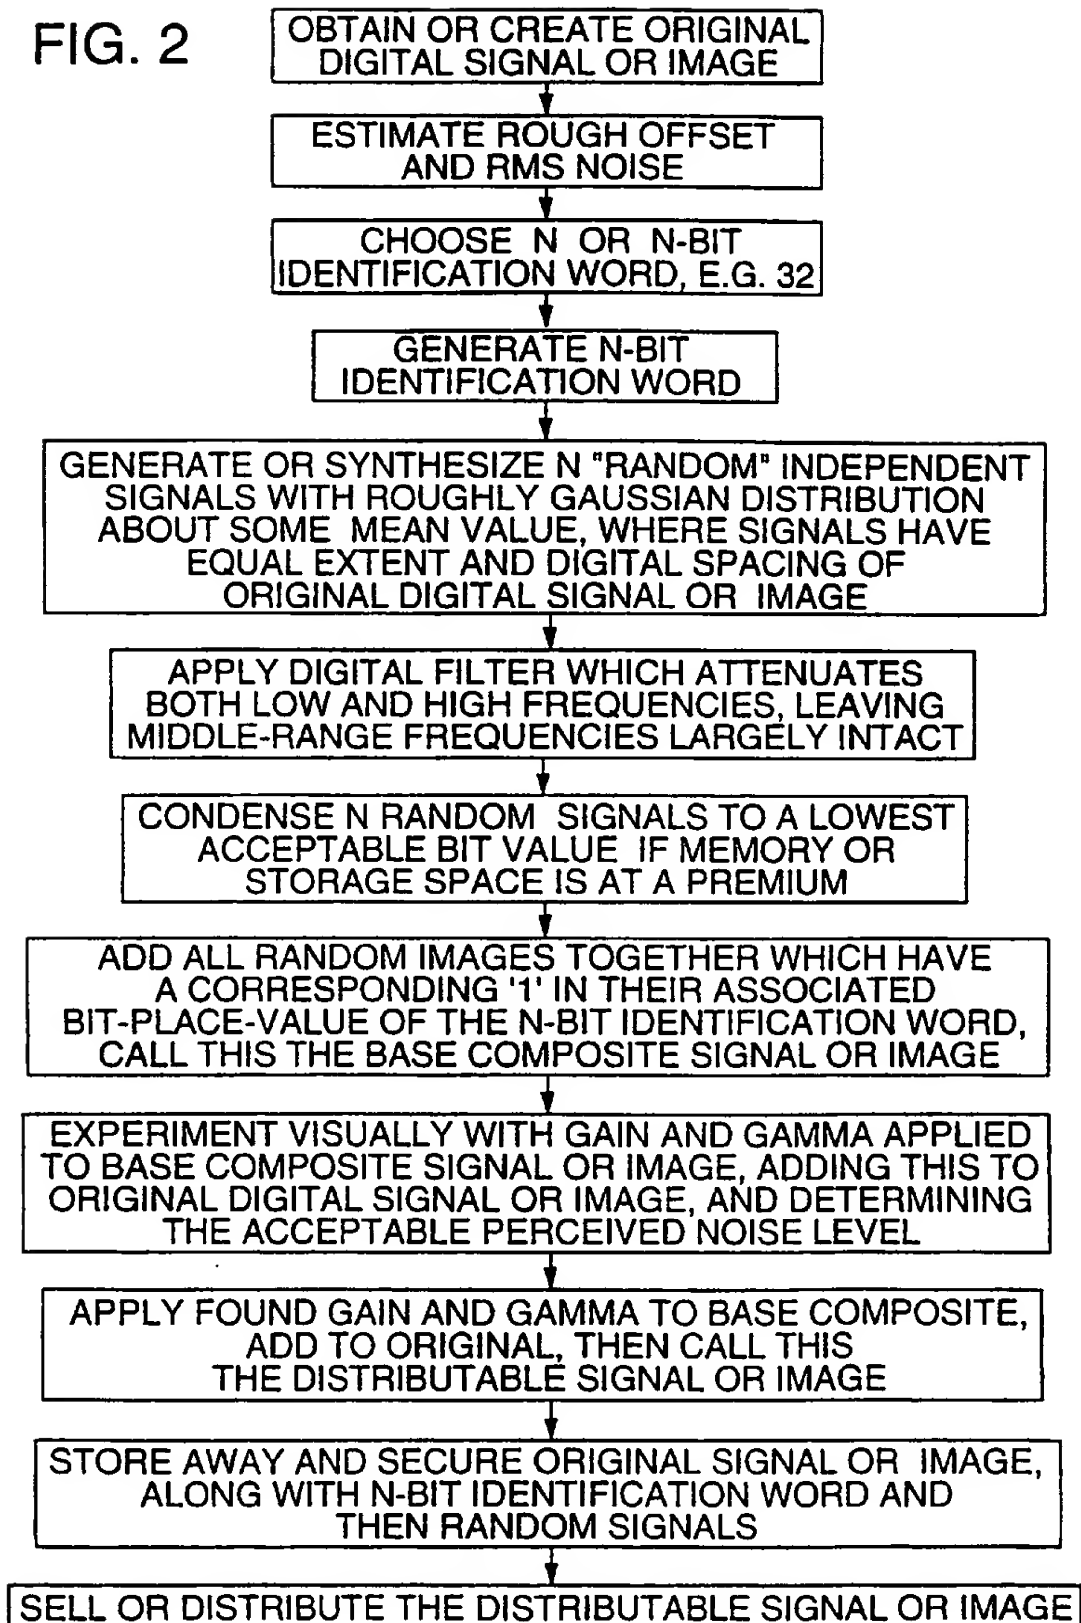 FIG. 2
OBTAIN OR CREATE ORIGINAL
DIGITAL SIGNAL OR IMAGE
ESTIMATE ROUGH OFFSET
AND RMS NOISE
CHOOSE N OR N-BIT
IDENTIFICATION WORD, E.G. 32
GENERATE N-BIT
IDENTIFICATION WORD
GENERATE OR SYNTHESIZE N "RANDOM" INDEPENDENT
SIGNALS WITH ROUGHLY GAUSSIAN DISTRIBUTION
ABOUT SOME MEAN VALUE, WHERE SIGNALS HAVE
EQUAL EXTENT AND DIGITAL SPACING OF
ORIGINAL DIGITAL SIGNAL OR IMAGE
APPLY DIGITAL FILTER WHICH ATTENUATES
BOTH LOW AND HIGH FREQUENCIES, LEAVING
MIDDLE-RANGE FREQUENCIES LARGELY INTACT
CONDENSE N RANDOM SIGNALS TO A LOWEST
ACCEPTABLE BIT VALUE IF MEMORY OR
STORAGE SPACE IS AT A PREMIUM
ADD ALL RANDOM IMAGES TOGETHER WHICH HAVE
A CORRESPONDING '1' IN THEIR ASSOCIATED
BIT-PLACE-VALUE OF THE N-BIT IDENTIFICATION WORD,
CALL THIS THE BASE COMPOSITE SIGNAL OR IMAGE
EXPERIMENT VISUALLY WITH GAIN AND GAMMA APPLIED
TO BASE COMPOSITE SIGNAL OR IMAGE, ADDING THIS TO
ORIGINAL DIGITAL SIGNAL OR IMAGE, AND DETERMINING
THE ACCEPTABLE PERCEIVED NOISE LEVEL
APPLY FOUND GAIN AND GAMMA TO BASE COMPOSITE,
ADD TO ORIGINAL, THEN CALL THIS
THE DISTRIBUTABLE SIGNAL OR IMAGE
STORE AWAY AND SECURE ORIGINAL SIGNAL OR IMAGE,
ALONG WITH N-BIT IDENTIFICATION WORD AND
THEN RANDOM SIGNALS
SELL OR DISTRIBUTE THE DISTRIBUTABLE SIGNAL OR IMAGE